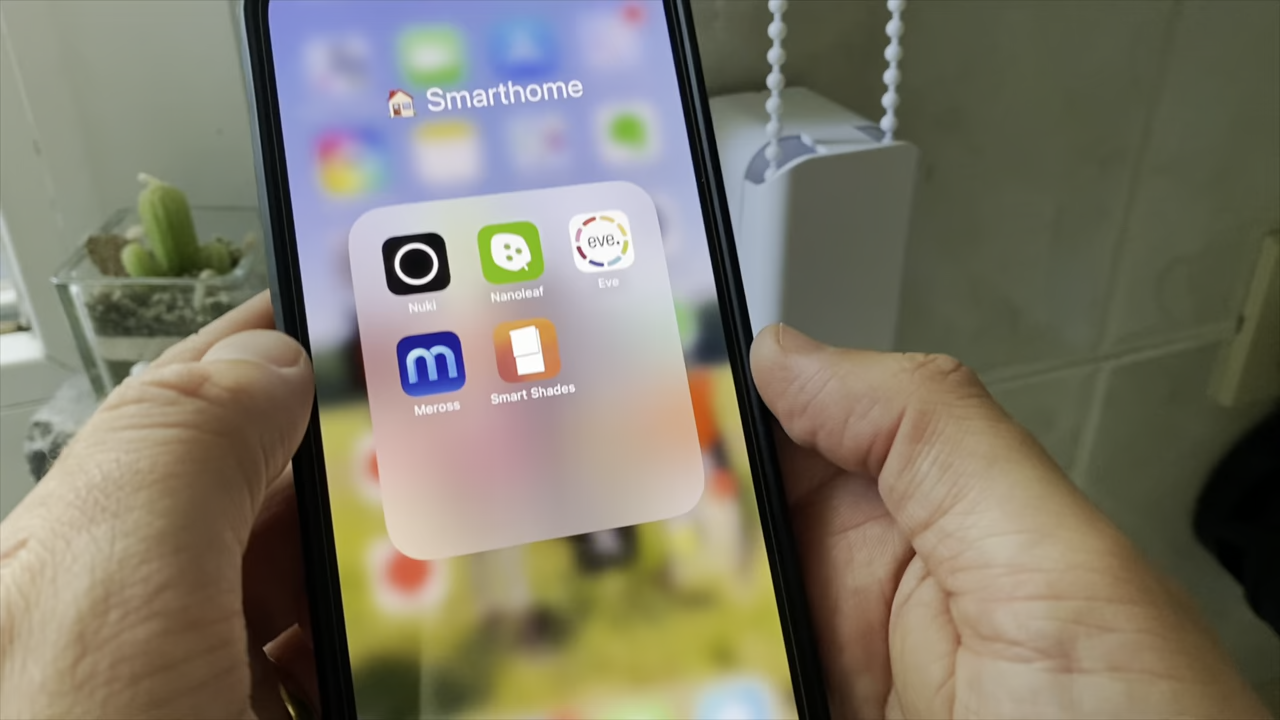 🏠 Smarthome
eve.
Nuki
Nanoleaf
Eve
m
Meross
Smart Shades